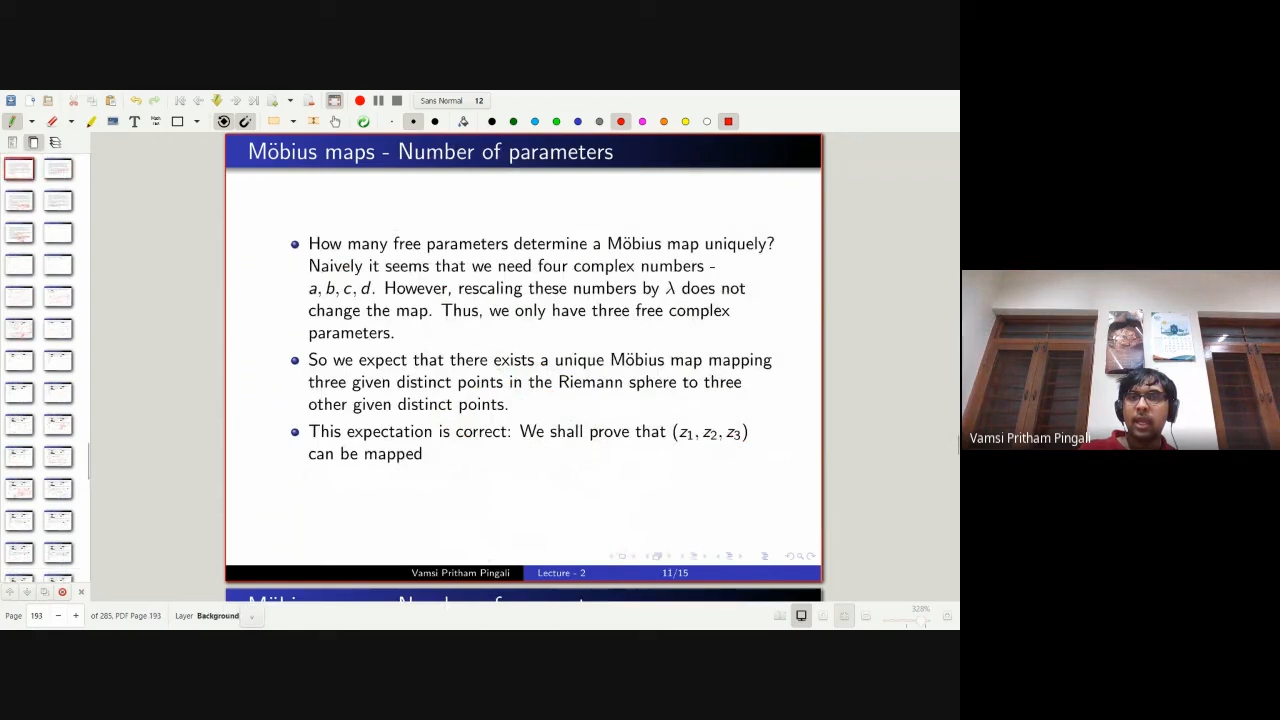 Sans Normal 12
Möbius maps - Number of parameters
How many free parameters determine a Möbius map uniquely?
Naively it seems that we need four complex numbers -
a, b, c, d. However, rescaling these numbers by λ does not
change the map. Thus, we only have three free complex
parameters.
So we expect that there exists a unique Möbius map mapping
three given distinct points in the Riemann sphere to three
other given distinct points.
This expectation is correct: We shall prove that (z₁, z₂, z₃)
can be mapped
Vamsi Pritham Pingali Lecture - 2 11/15
Page 193 of 285, PDF Page 193 Layer Background 328%
Vamsi Pritham Pingali